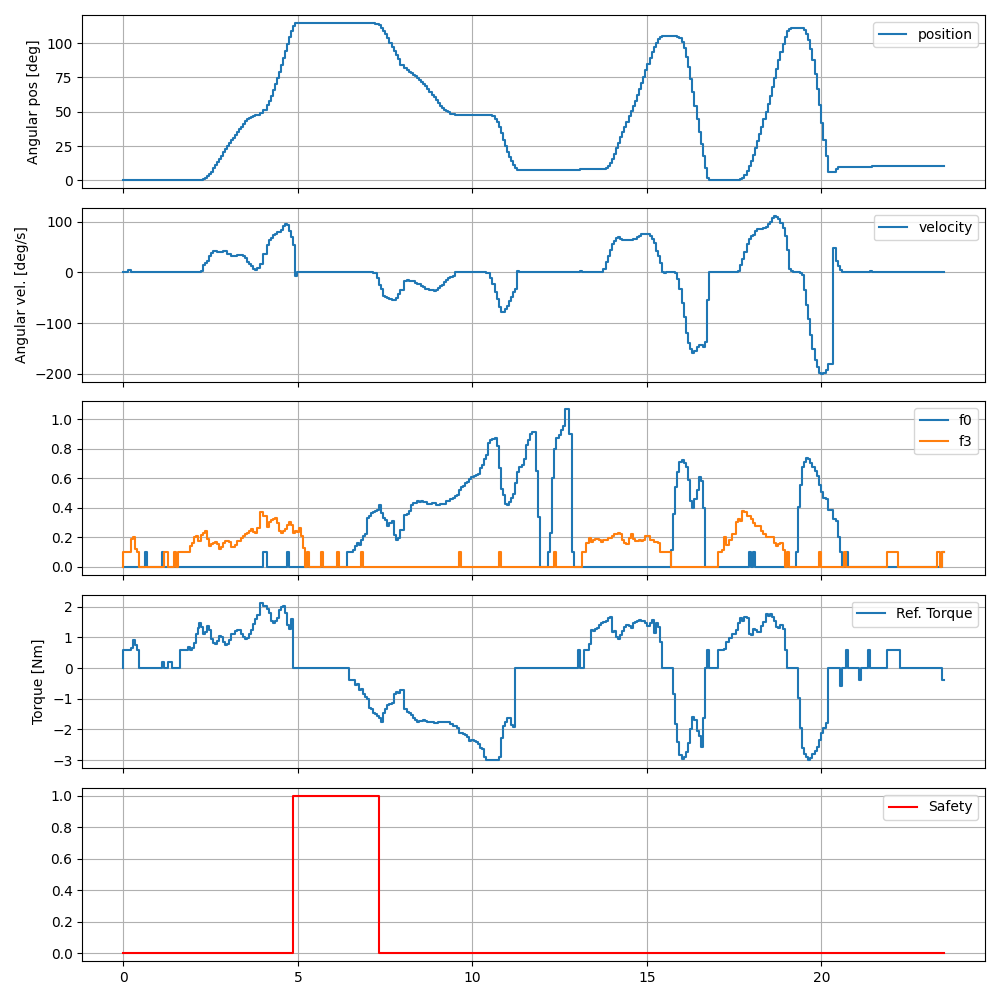 Angular pos [deg]
100
75
50
25
0
position
Angular vel. [deg/s]
100
0
−100
−200
velocity
1.0
0.8
0.6
0.4
0.2
0.0
f0
f3
Torque [Nm]
2
1
0
−1
−2
−3
Ref. Torque
1.0
0.8
0.6
0.4
0.2
0.0
Safety
0 5 10 15 20